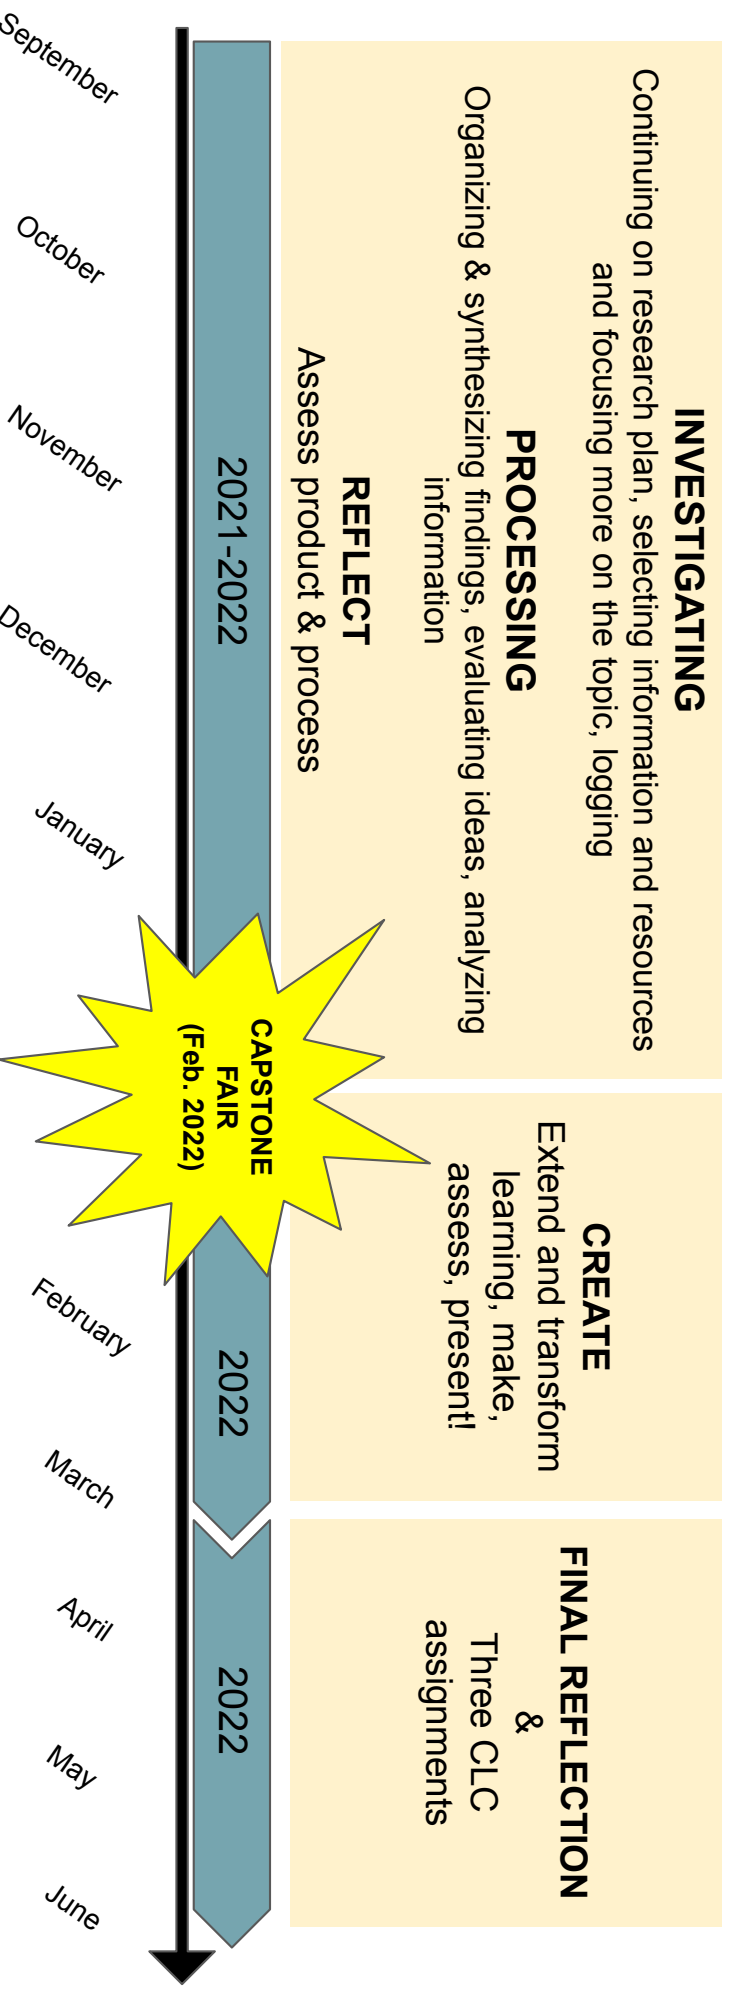 INVESTIGATING
Continuing on research plan, selecting information and resources
and focusing more on the topic, logging
PROCESSING
Organizing & synthesizing findings, evaluating ideas, analyzing
information
REFLECT
Assess product & process
CREATE
Extend and transform
learning, make,
assess, present!
FINAL REFLECTION
&
Three CLC
assignments
2021-2022
CAPSTONE
FAIR
(Feb. 2022)
2022
2022
September
October
November
December
January
February
March
April
May
June